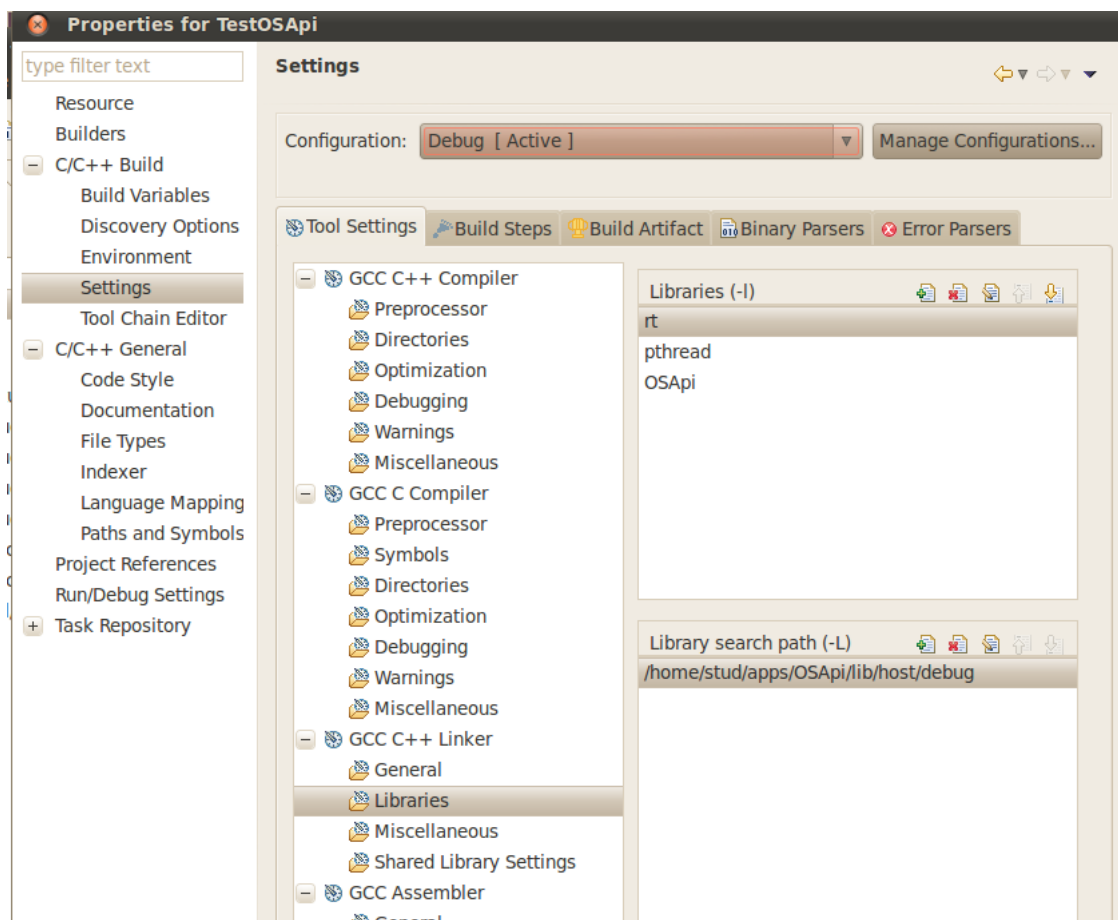 Properties for TestOSApi
type filter text
Resource
Builders
C/C++ Build
Build Variables
Discovery Options
Environment
Settings
Tool Chain Editor
C/C++ General
Code Style
Documentation
File Types
Indexer
Language Mapping
Paths and Symbols
Project References
Run/Debug Settings
Task Repository
Settings
Configuration:
Debug [ Active ]
Manage Configurations...
Tool Settings
Build Steps
Build Artifact
Binary Parsers
Error Parsers
GCC C++ Compiler
Preprocessor
Directories
Optimization
Debugging
Warnings
Miscellaneous
GCC C Compiler
Preprocessor
Symbols
Directories
Optimization
Debugging
Warnings
Miscellaneous
GCC C++ Linker
General
Libraries
Miscellaneous
Shared Library Settings
GCC Assembler
General
Libraries (-l)
rt
pthread
OSApi
Library search path (-L)
/home/stud/apps/OSApi/lib/host/debug